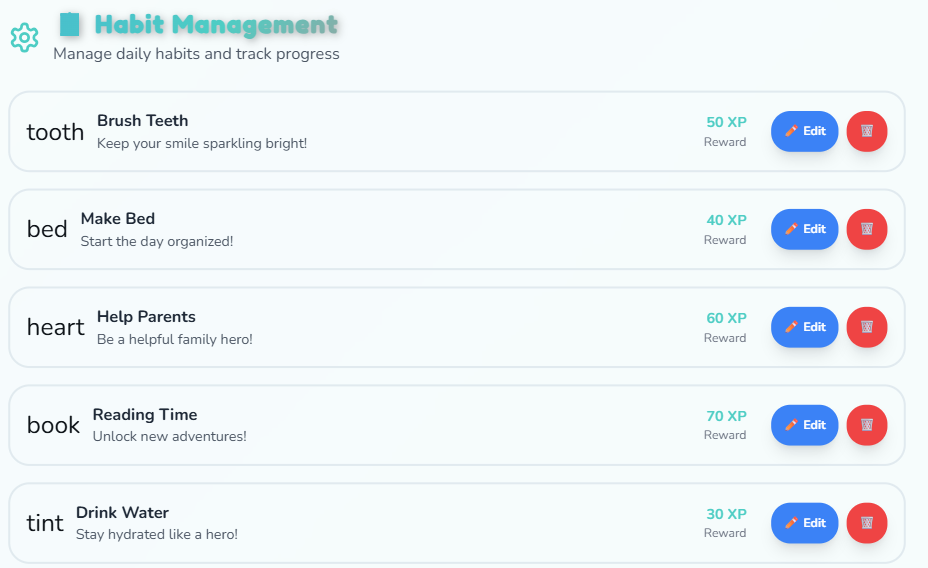 Habit Management
Manage daily habits and track progress
tooth
Brush Teeth
Keep your smile sparkling bright!
50 XP
Reward
Edit
bed
Make Bed
Start the day organized!
40 XP
Reward
Edit
heart
Help Parents
Be a helpful family hero!
60 XP
Reward
Edit
book
Reading Time
Unlock new adventures!
70 XP
Reward
Edit
tint
Drink Water
Stay hydrated like a hero!
30 XP
Reward
Edit